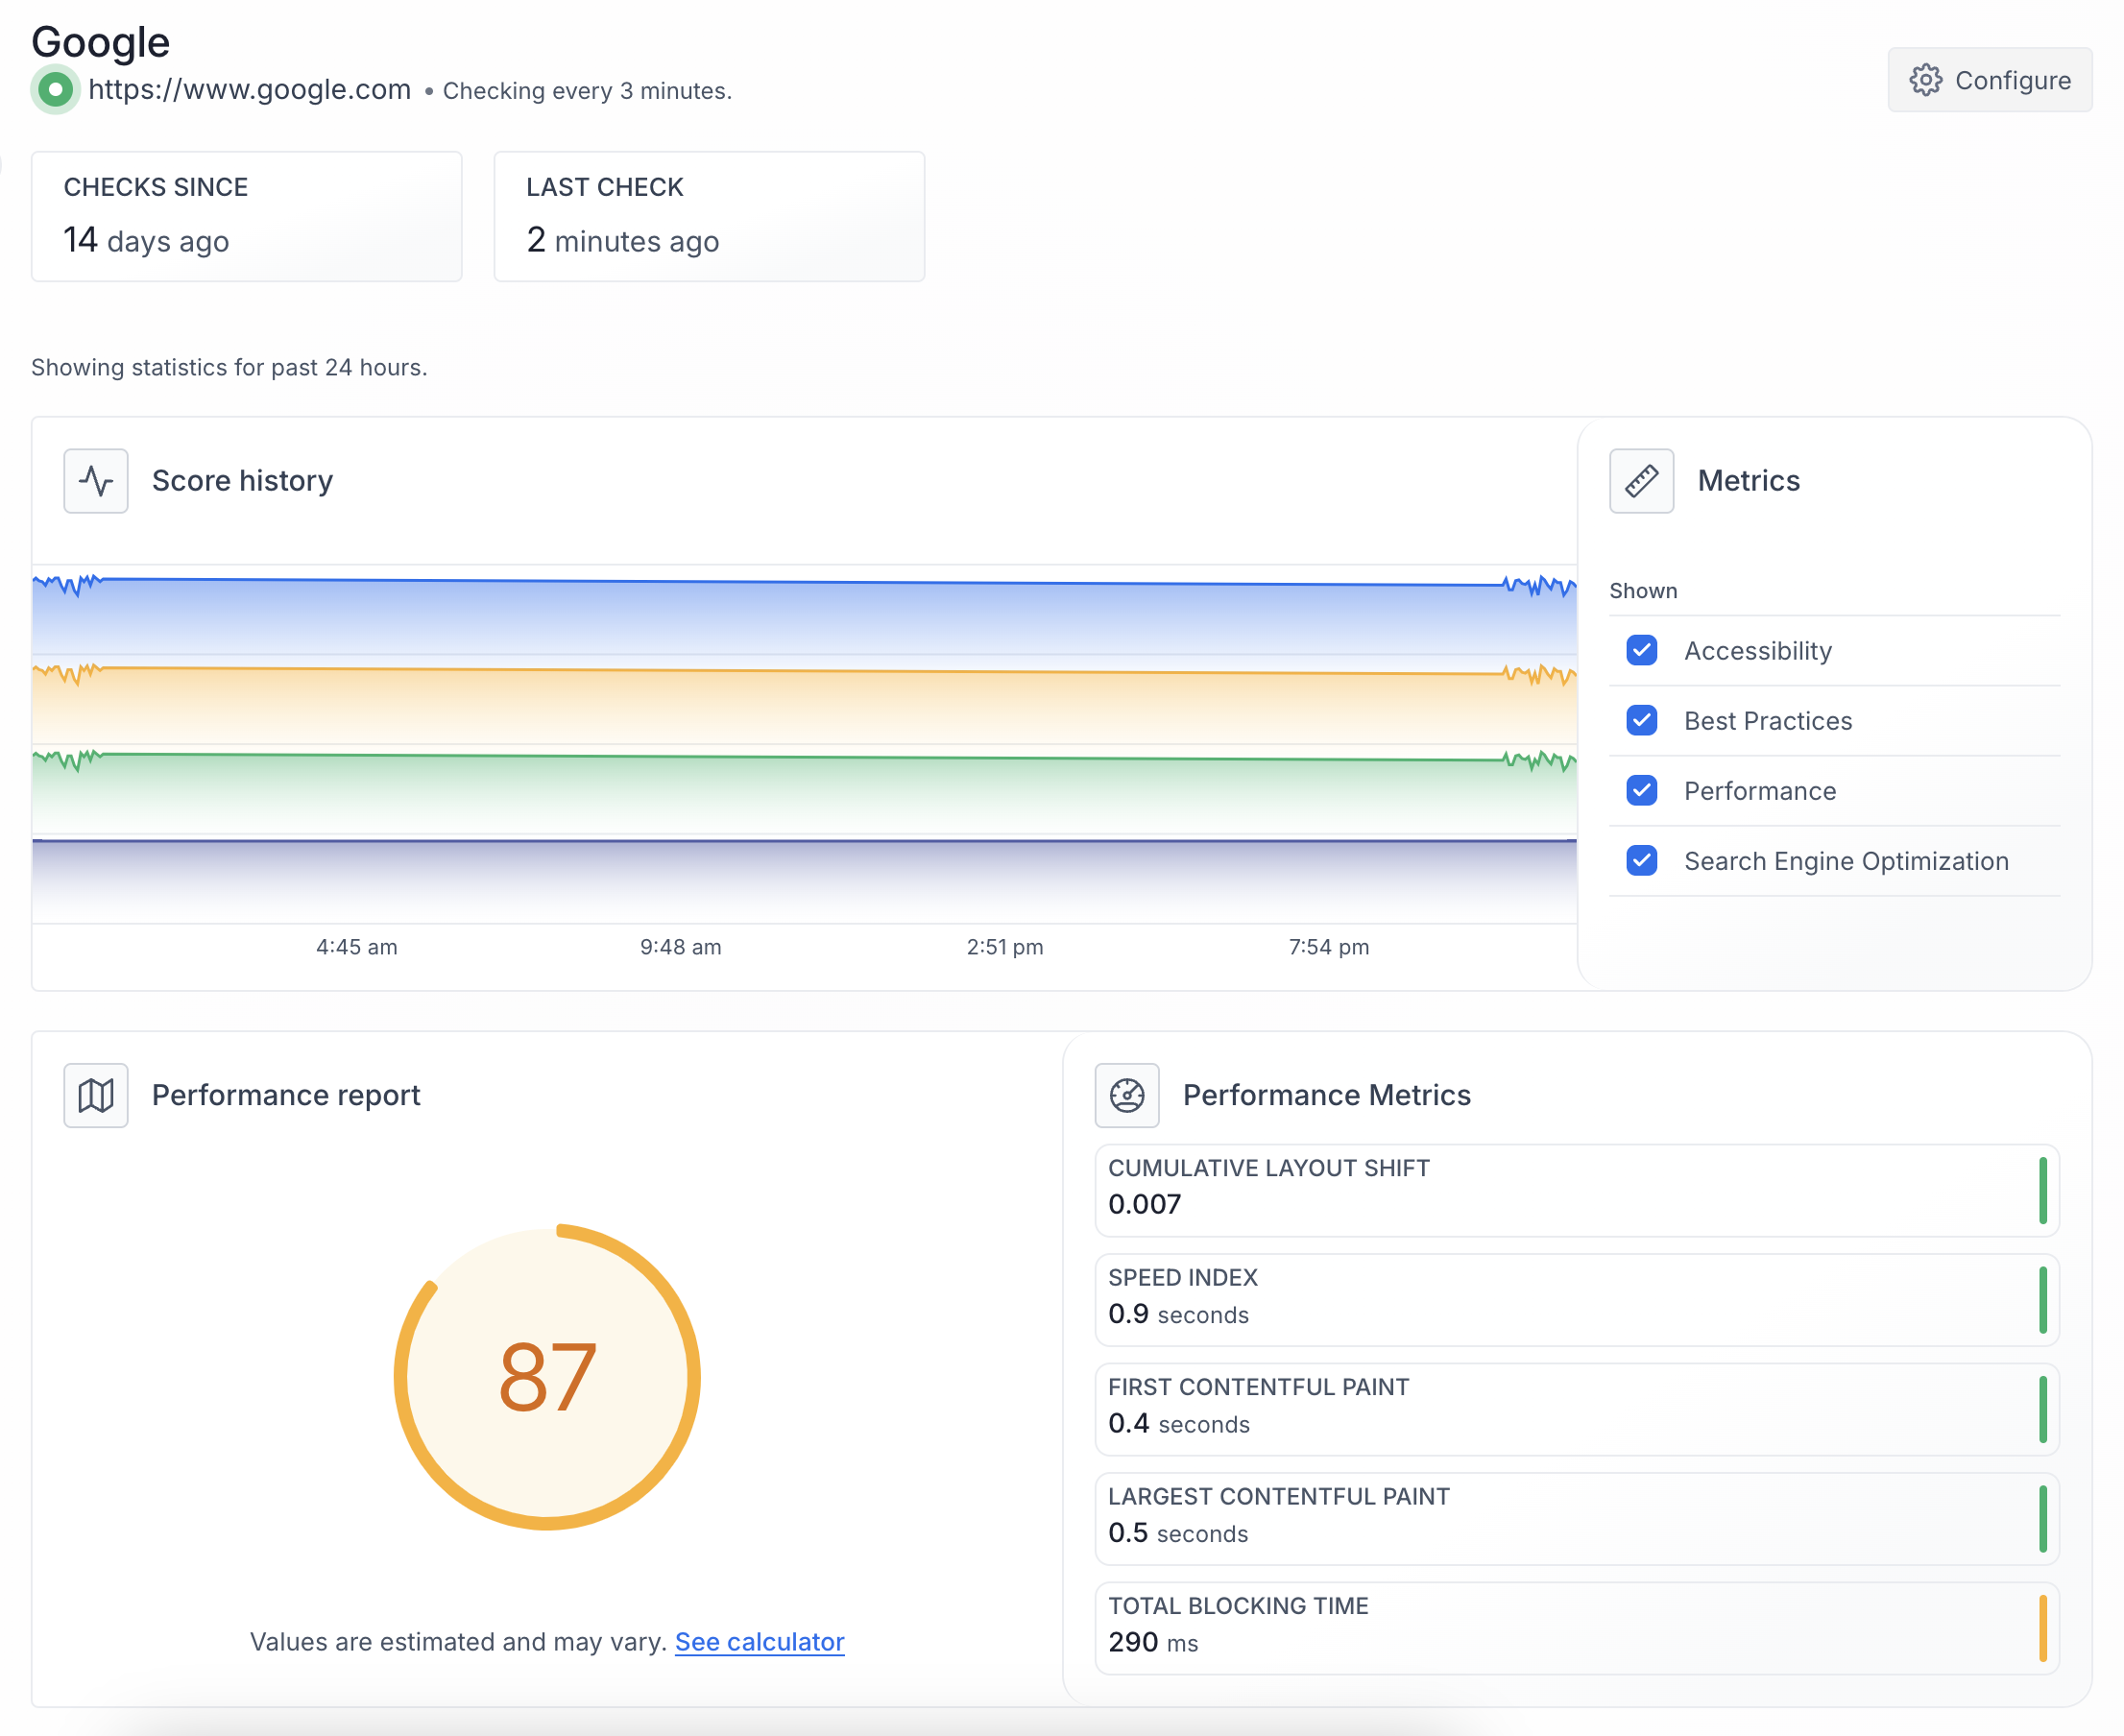 Google
https://www.google.com • Checking every 3 minutes.
Configure
CHECKS SINCE
14 days ago
LAST CHECK
2 minutes ago
Showing statistics for past 24 hours.
Score history
4:45 am
9:48 am
2:51 pm
7:54 pm
Metrics
Shown
Accessibility
Best Practices
Performance
Search Engine Optimization
Performance report
87
Values are estimated and may vary. See calculator
Performance Metrics
CUMULATIVE LAYOUT SHIFT
0.007
SPEED INDEX
0.9 seconds
FIRST CONTENTFUL PAINT
0.4 seconds
LARGEST CONTENTFUL PAINT
0.5 seconds
TOTAL BLOCKING TIME
290 ms